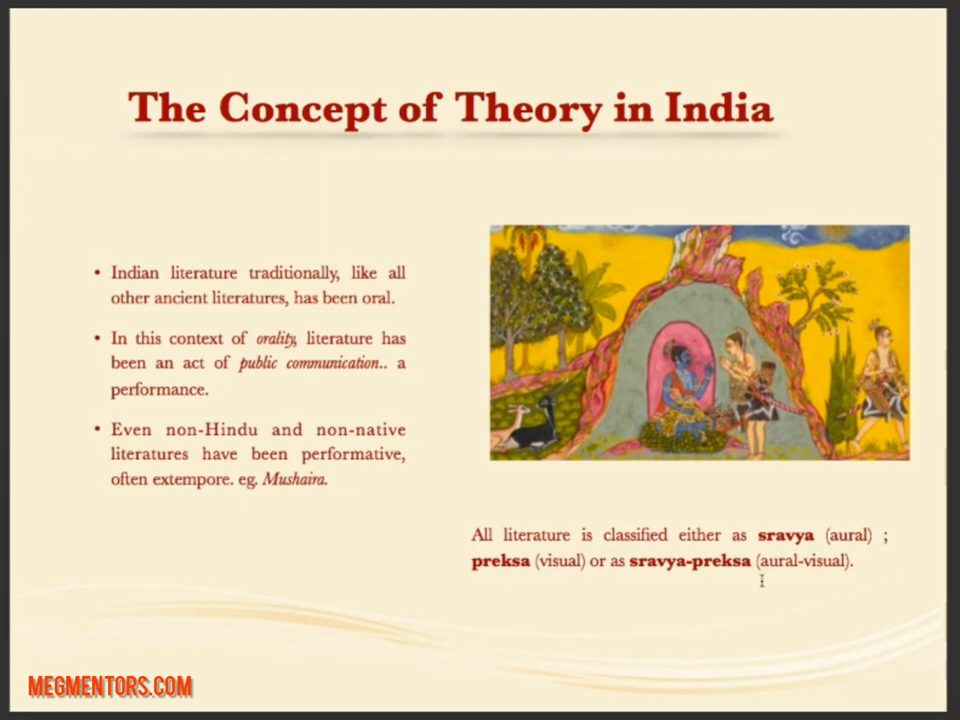 The Concept of Theory in India
• Indian literature traditionally, like all
other ancient literatures, has been oral.
• In this context of orality, literature has
been an act of public communication.. a
performance.
• Even non-Hindu and non-native
literatures have been performative,
often extempore. eg. Mushaira.
All literature is classified either as sravya (aural) ;
preksa (visual) or as sravya-preksa (aural-visual).
MEGMENTORS.COM